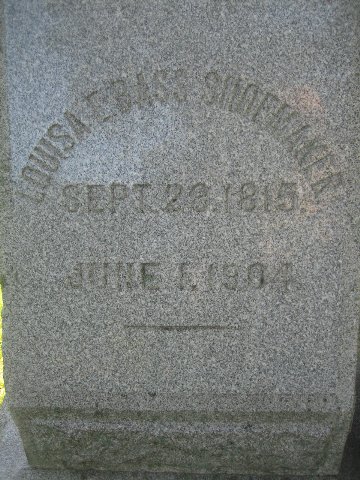 LOUISA E. BASS SHOEMAKER
SEPT. 28, 1815.
JUNE 1, 1904.